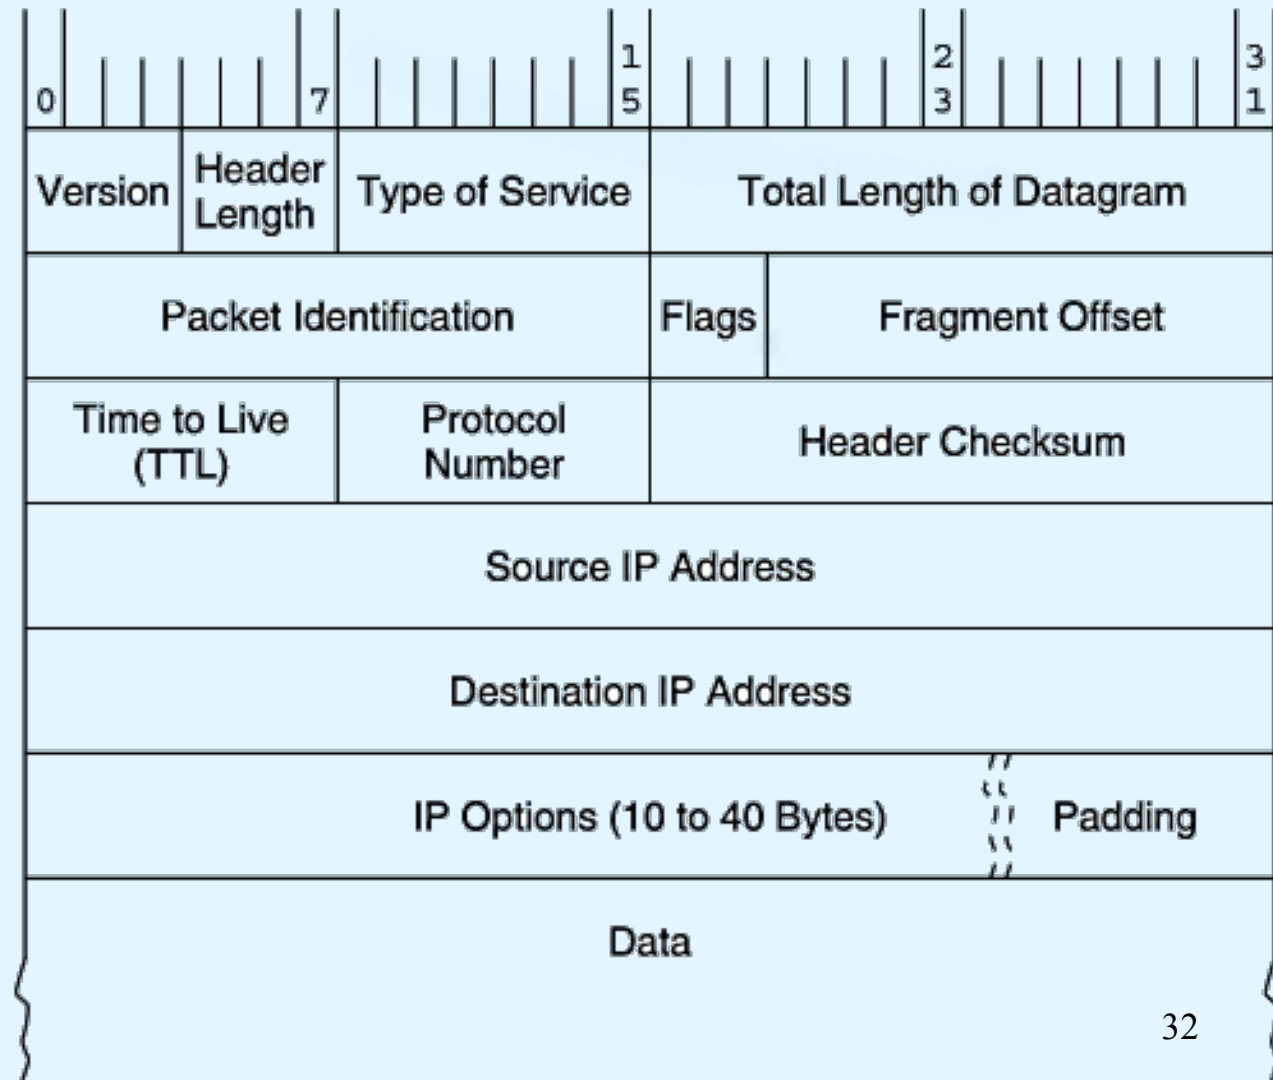 0 7 1 2 3
5 3 1
Version Header Type of Service Total Length of Datagram
Length
Packet Identification Flags Fragment Offset
Time to Live Protocol Header Checksum
(TTL) Number
Source IP Address
Destination IP Address
IP Options (10 to 40 Bytes) Padding
Data
32